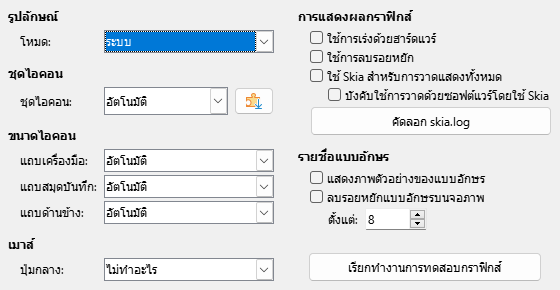 รูปลักษณ์
โหมด: ระบบ
ชุดไอคอน
ชุดไอคอน: อัตโนมัติ
ขนาดไอคอน
แถบเครื่องมือ: อัตโนมัติ
แถบสมุดบันทึก: อัตโนมัติ
แถบด้านข้าง: อัตโนมัติ
เมาส์
ปุ่มกลาง: ไม่ทำอะไร
การแสดงผลกราฟิกส์
ใช้การเร่งด้วยฮาร์ดแวร์
ใช้การลบรอยหยัก
ใช้ Skia สำหรับการวาดแสดงทั้งหมด
บังคับใช้การวาดด้วยซอฟต์แวร์โดยใช้ Skia
คัดลอก skia.log
รายชื่อแบบอักษร
แสดงภาพตัวอย่างของแบบอักษร
ลบรอยหยักแบบอักษรบนจอภาพ
ตั้งแต่: 8
เรียกทำงานการทดสอบกราฟิกส์